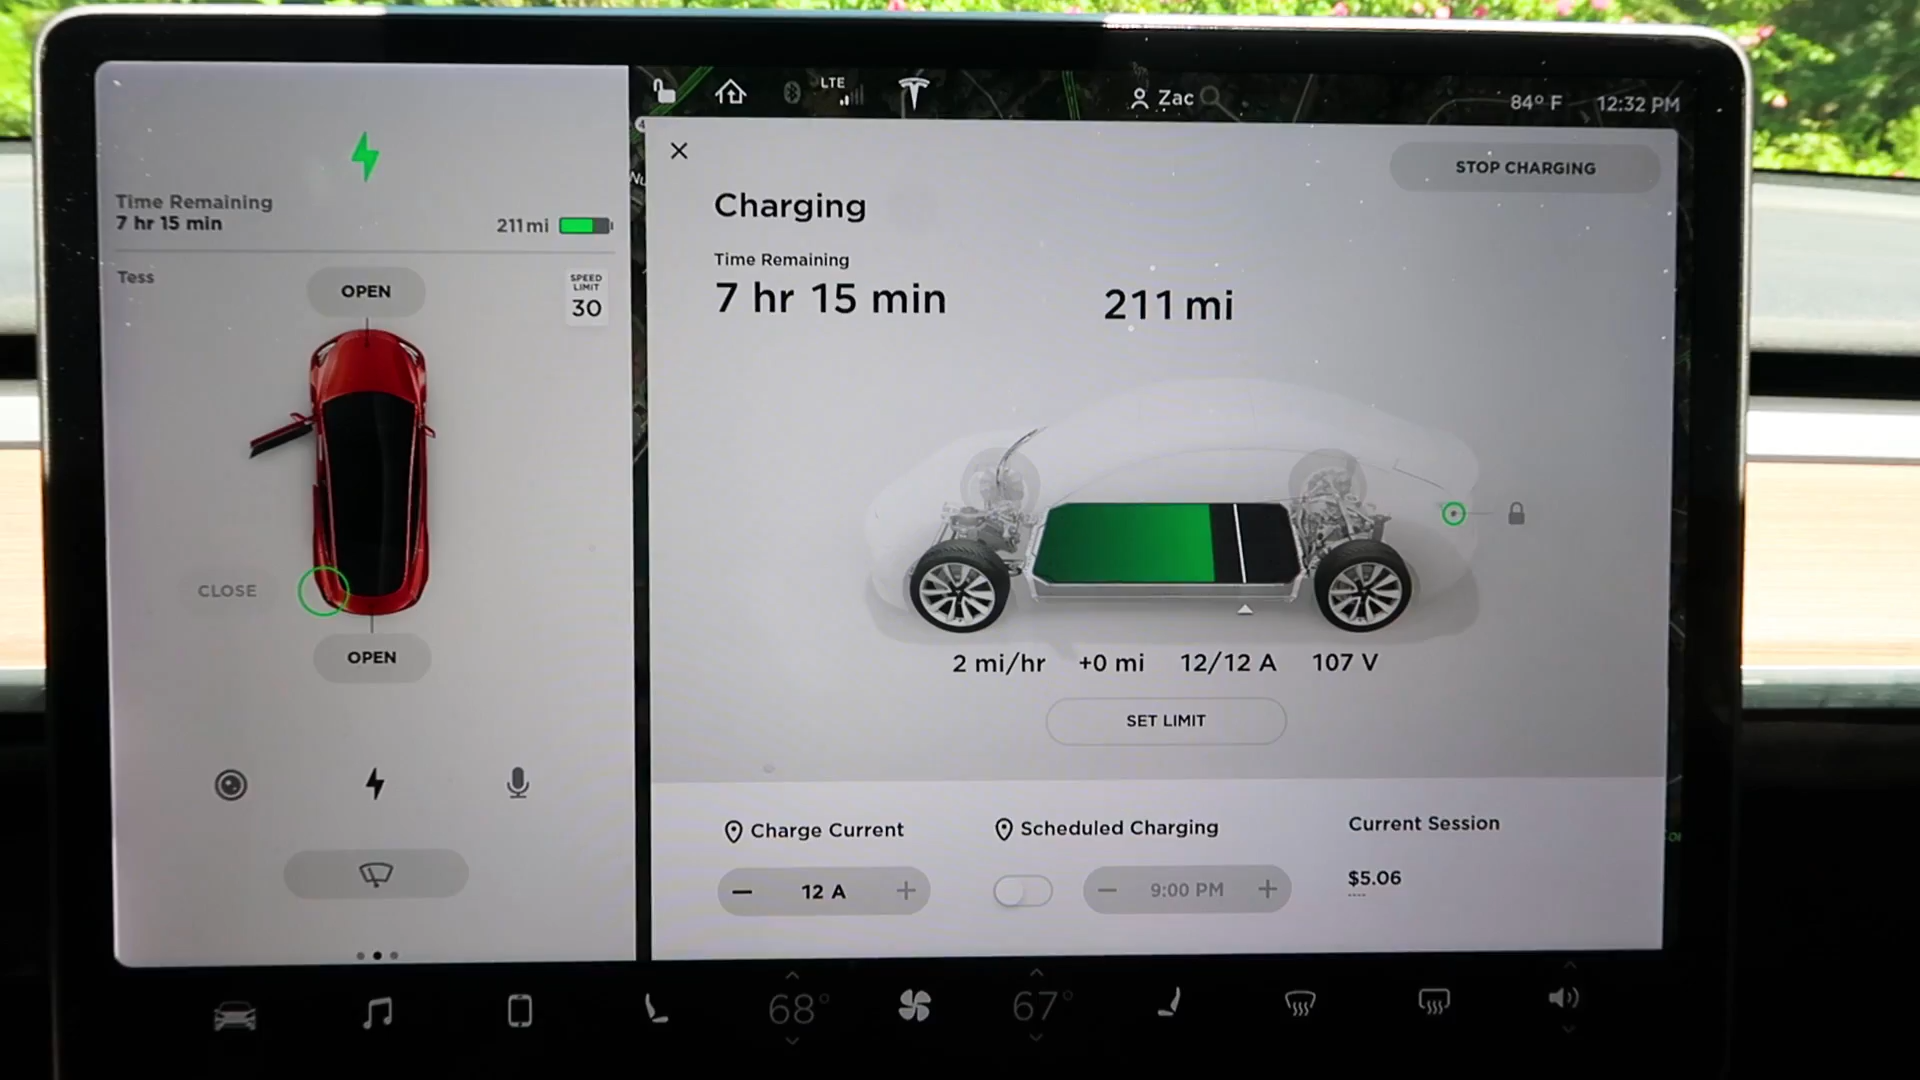 LTE
Zac
84° F
12:32 PM
Time Remaining
7 hr 15 min
211 mi
Tess
OPEN
SPEED
LIMIT
30
CLOSE
OPEN
STOP CHARGING
Charging
Time Remaining
7 hr 15 min
211 mi
2 mi/hr +0 mi 12/12 A 107 V
SET LIMIT
Charge Current
12 A
Scheduled Charging
9:00 PM
Current Session
$5.06
68°
67°